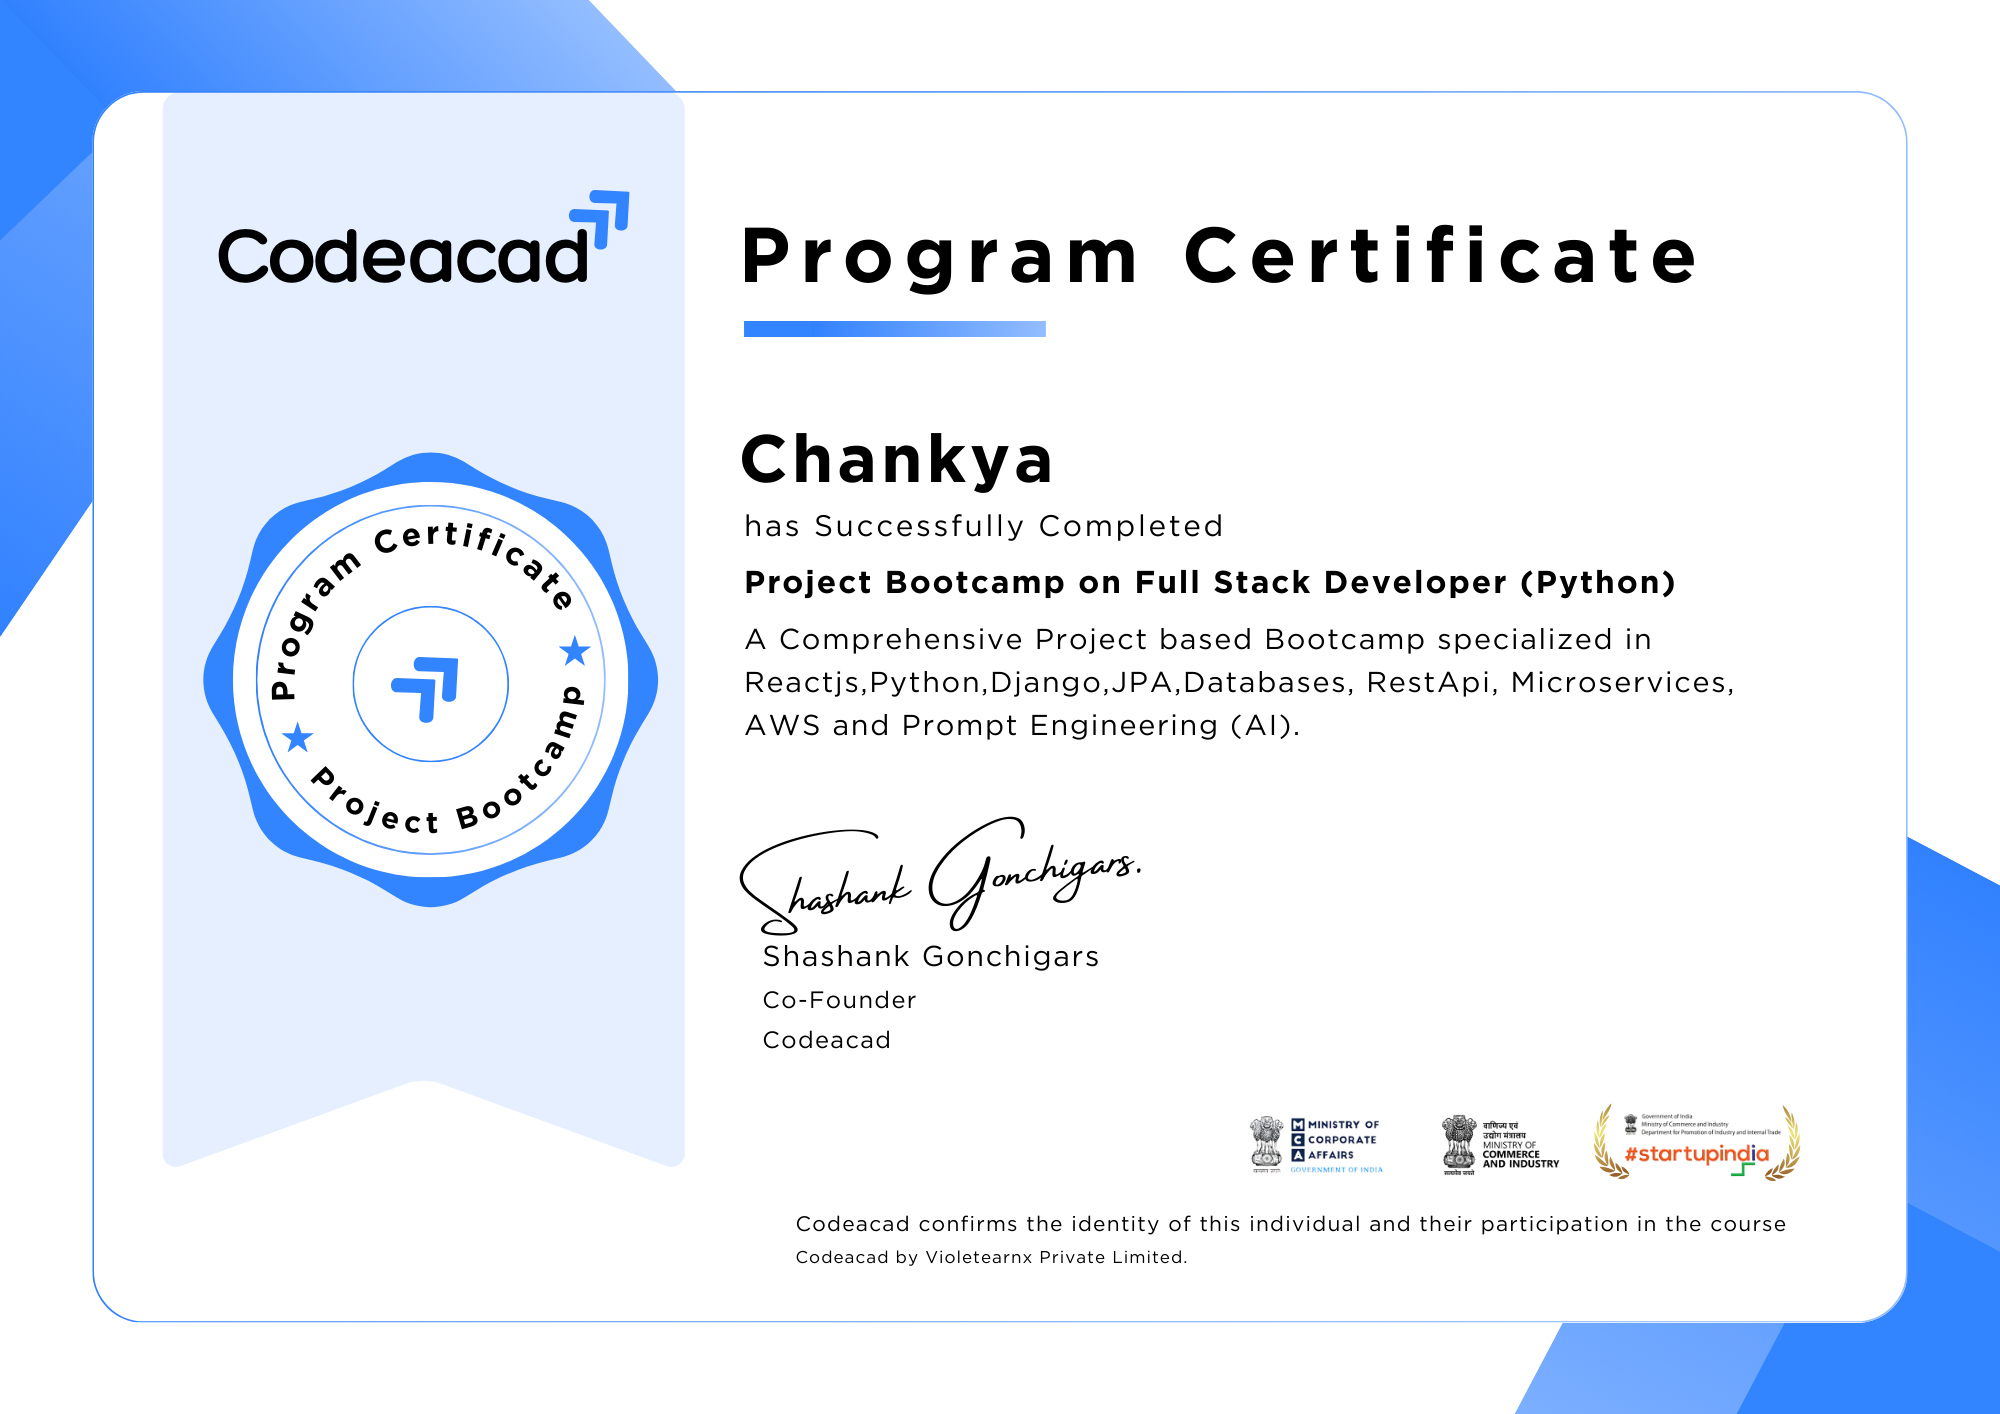 Codeacad
Program Certificate
Program Certificate
Project Bootcamp
Chankya
has Successfully Completed
Project Bootcamp on Full Stack Developer (Python)
A Comprehensive Project based Bootcamp specialized in
Reactjs,Python,Django,JPA,Databases, RestApi, Microservices,
AWS and Prompt Engineering (AI).
Shashank Gonchigars.
Shashank Gonchigars
Co-Founder
Codeacad
MCA
MINISTRY OF
CORPORATE
AFFAIRS
GOVERNMENT OF INDIA
सत्यमेव जयते
वाणिज्य एवं
उद्योग मंत्रालय
MINISTRY OF
COMMERCE
AND INDUSTRY
Government of India
Ministry of Commerce and Industry
Department for Promotion of Industry and Internal Trade
#startupindia
Codeacad confirms the identity of this individual and their participation in the course
Codeacad by Violetearnx Private Limited.